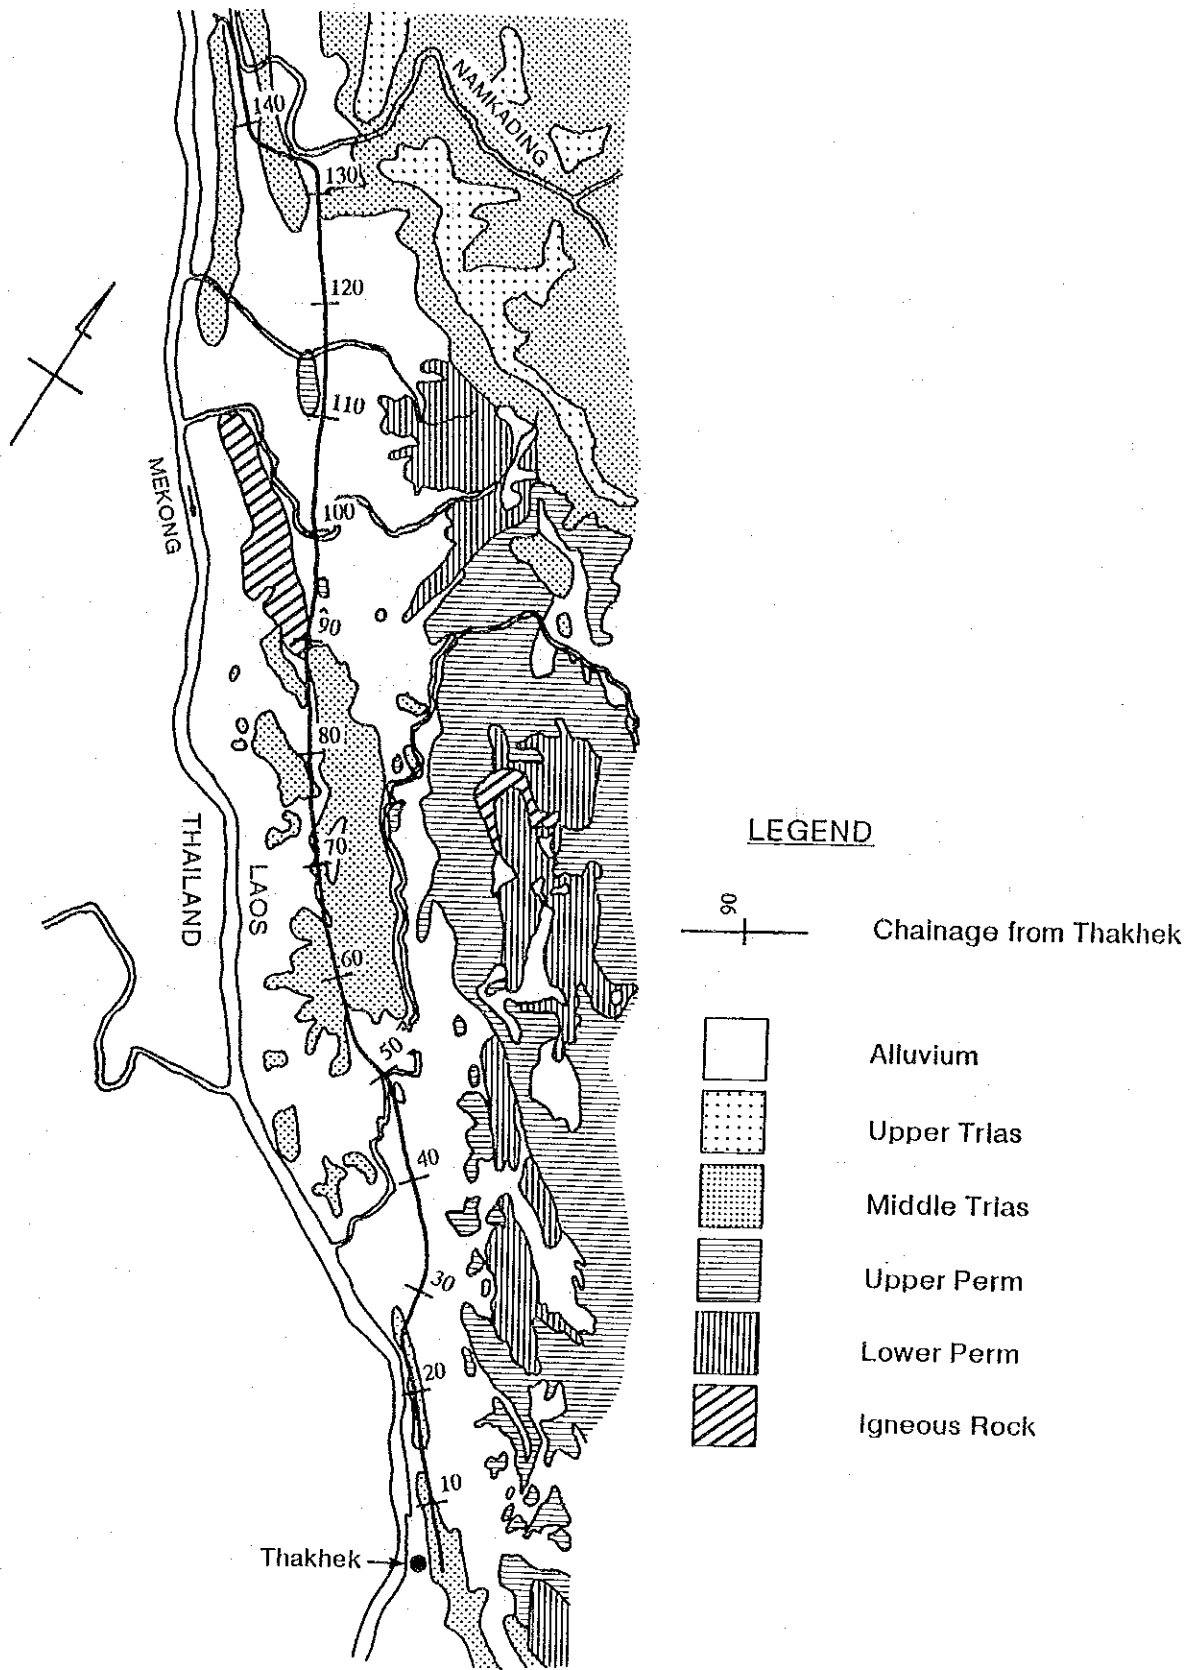 NAMKADING
140
130
120
110
MEKONG
100
90
80
THAILAND
LAOS
70
60
50
40
30
20
10
Thakhek
LEGEND
90
Chainage from Thakhek
Alluvium
Upper Trias
Middle Trias
Upper Perm
Lower Perm
Igneous Rock